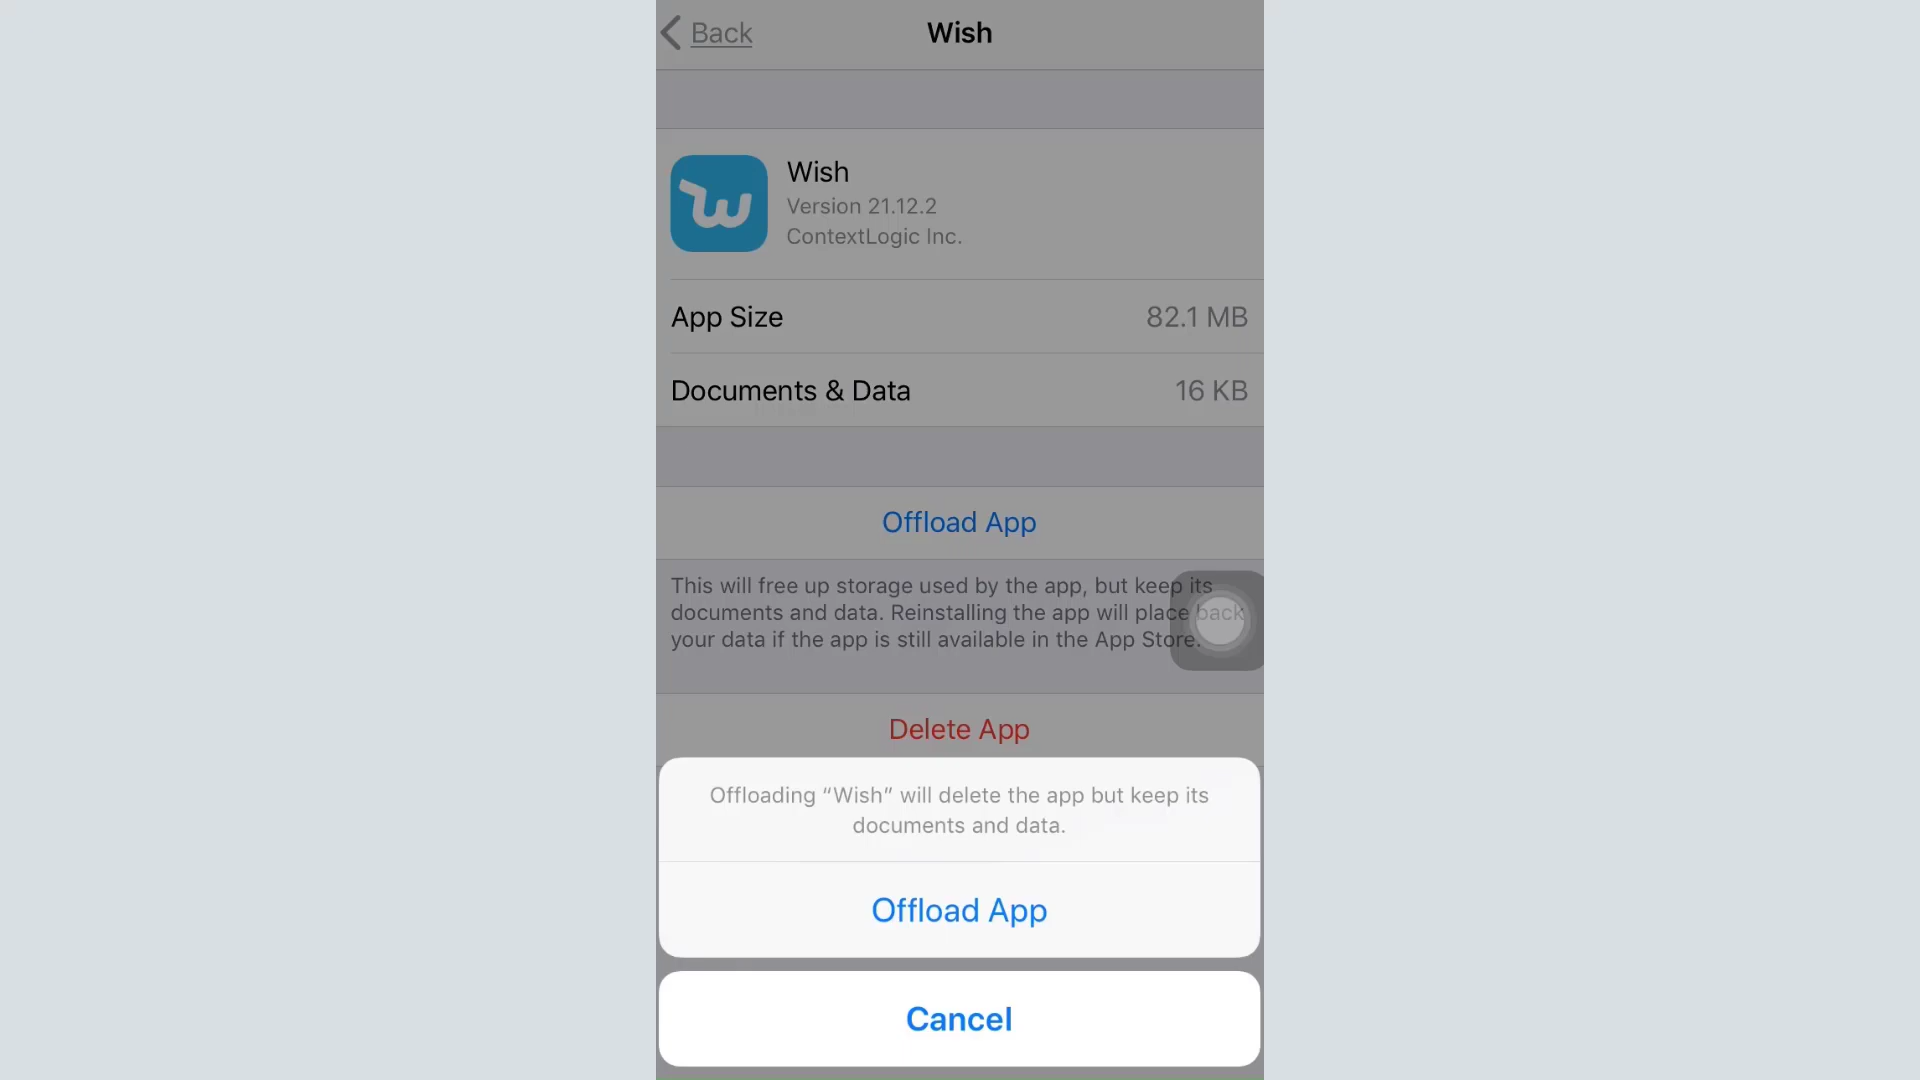 Back
Wish
Wish
Version 21.12.2
ContextLogic Inc.
App Size 82.1 MB
Documents & Data 16 KB
Offload App
This will free up storage used by the app, but keep its
documents and data. Reinstalling the app will place back
your data if the app is still available in the App Store.
Delete App
Offloading “Wish” will delete the app but keep its
documents and data.
Offload App
Cancel